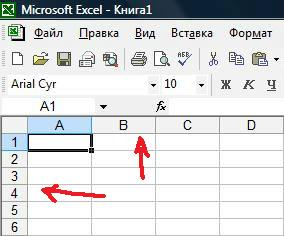 Microsoft Excel - Книга1
Файл Правка Вид Вставка Формат
Arial Cyr 10 Ж К Ч
A1 fx
A B C D
1
2
3
4
5
6